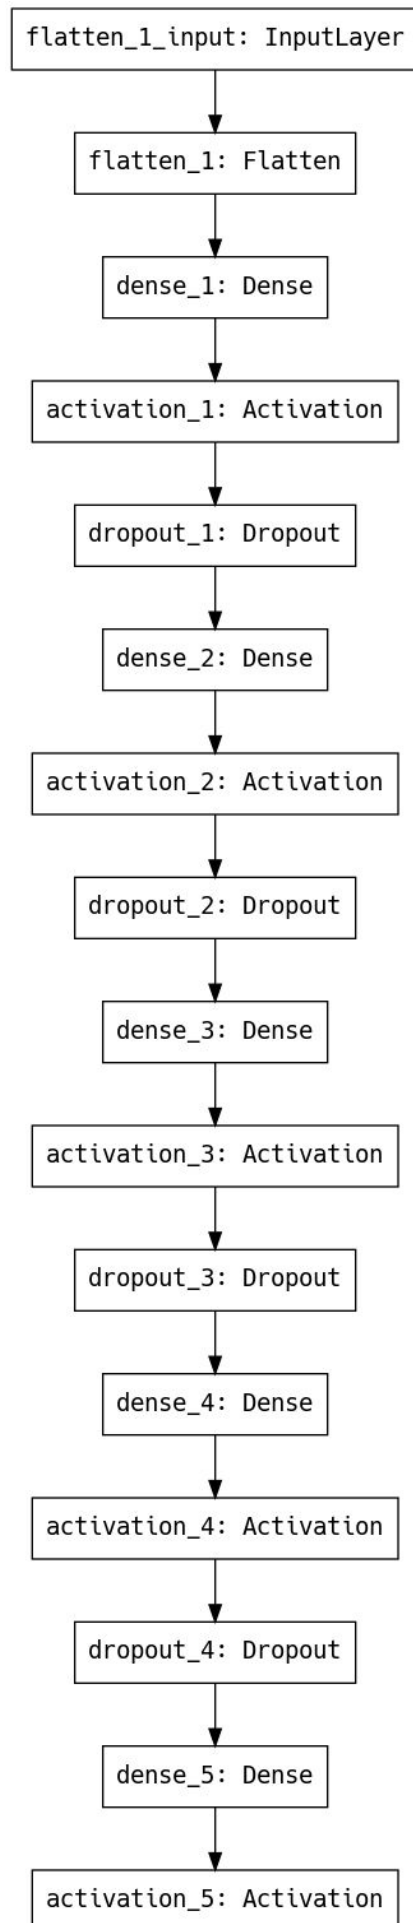 flatten_1_input: InputLayer
flatten_1: Flatten
dense_1: Dense
activation_1: Activation
dropout_1: Dropout
dense_2: Dense
activation_2: Activation
dropout_2: Dropout
dense_3: Dense
activation_3: Activation
dropout_3: Dropout
dense_4: Dense
activation_4: Activation
dropout_4: Dropout
dense_5: Dense
activation_5: Activation